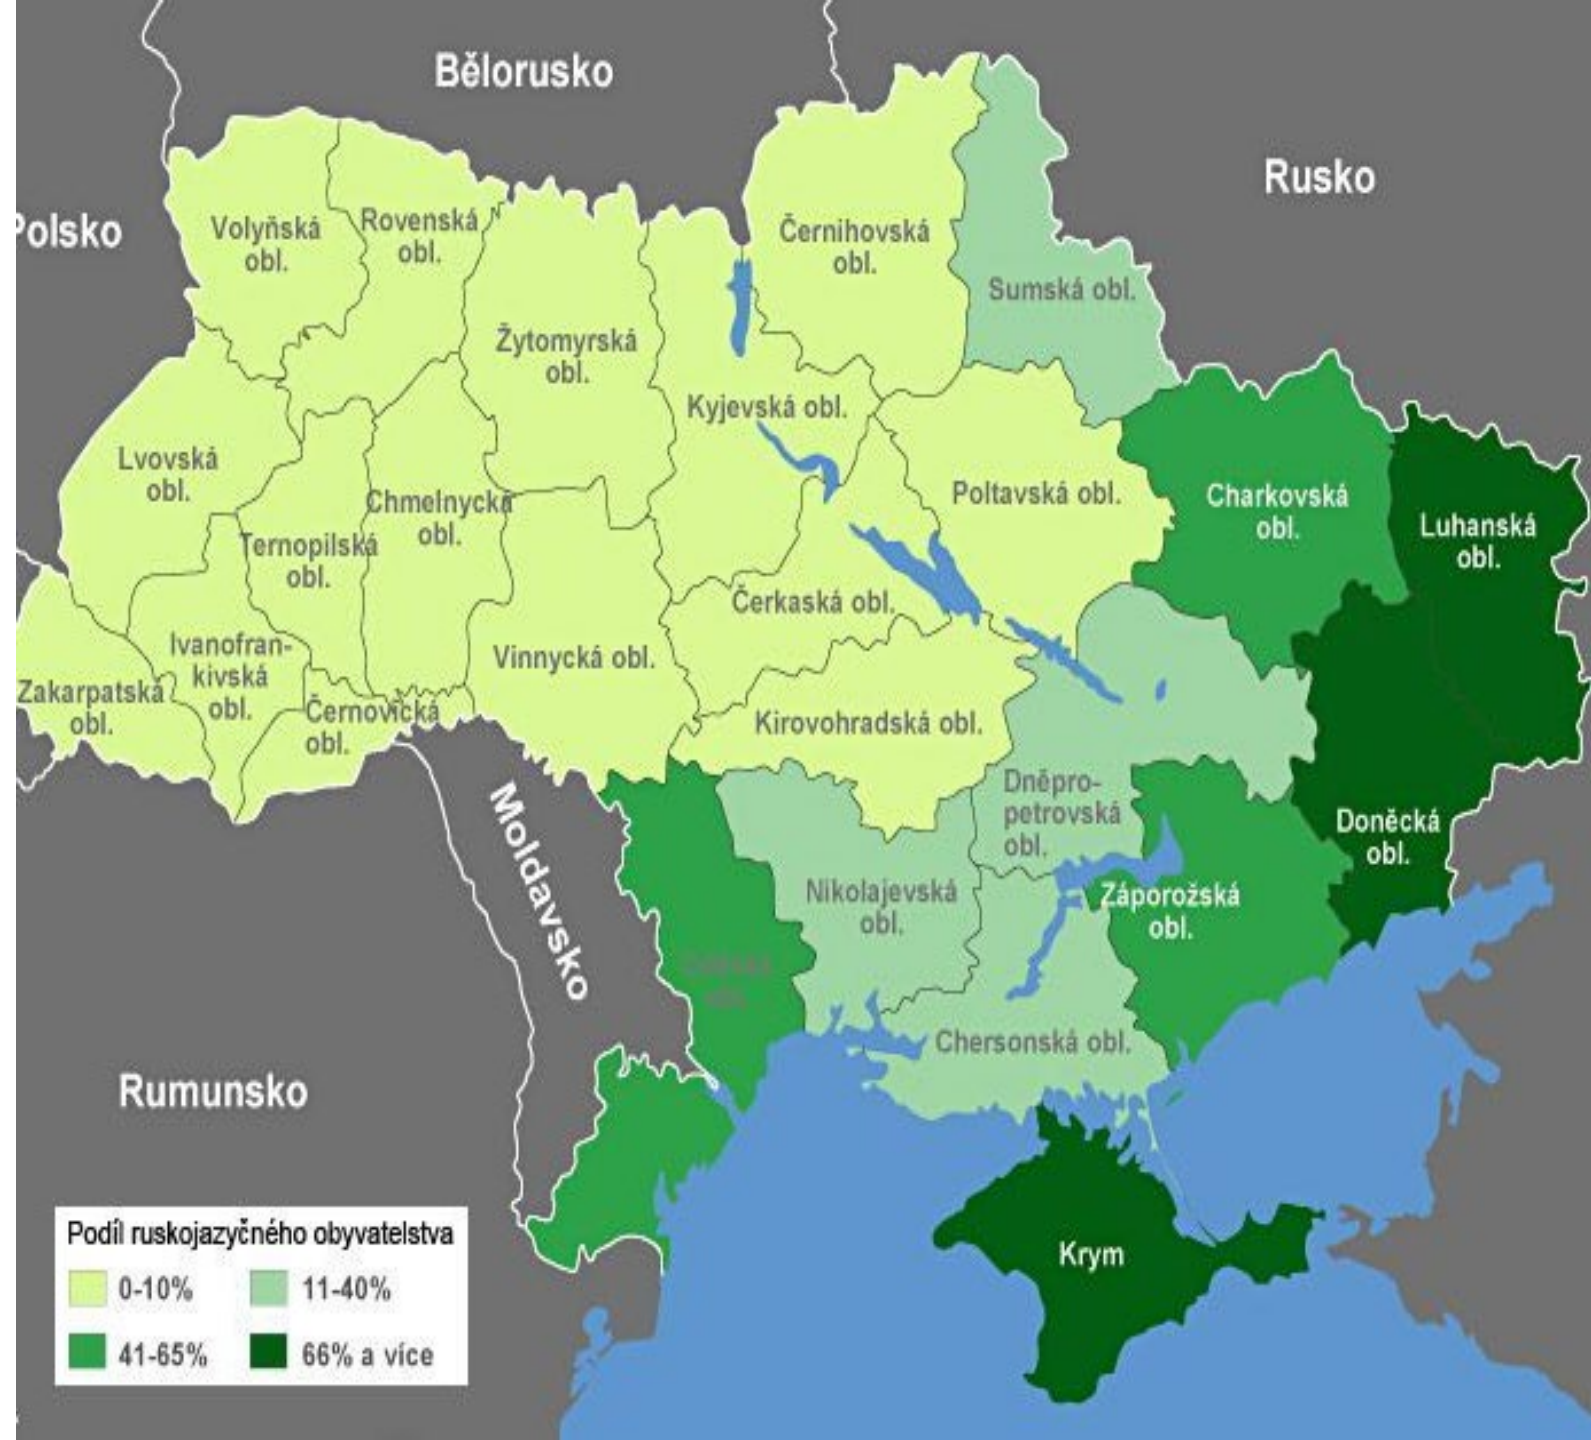 Bělorusko
Rusko
Polsko
Volyňská
obl.
Rovenská
obl.
Černihovská
obl.
Sumská obl.
Žytomyrská
obl.
Kyjevská obl.
Lvovská
obl.
Chmelnycká
obl.
Ternopilská
obl.
Poltavská obl.
Charkovská
obl.
Luhanská
obl.
Čerkaská obl.
Ivanofran-
kivská
obl.
Vinnycká obl.
Zakarpatská
obl.
Černovická
obl.
Kirovohradská obl.
Dněpro-
petrovská
obl.
Doněcká
obl.
Moldavsko
Nikolajevská
obl.
Záporožská
obl.
Chersonská obl.
Rumunsko
Krym
Podíl ruskojazyčného obyvatelstva
0-10%
11-40%
41-65%
66% a více